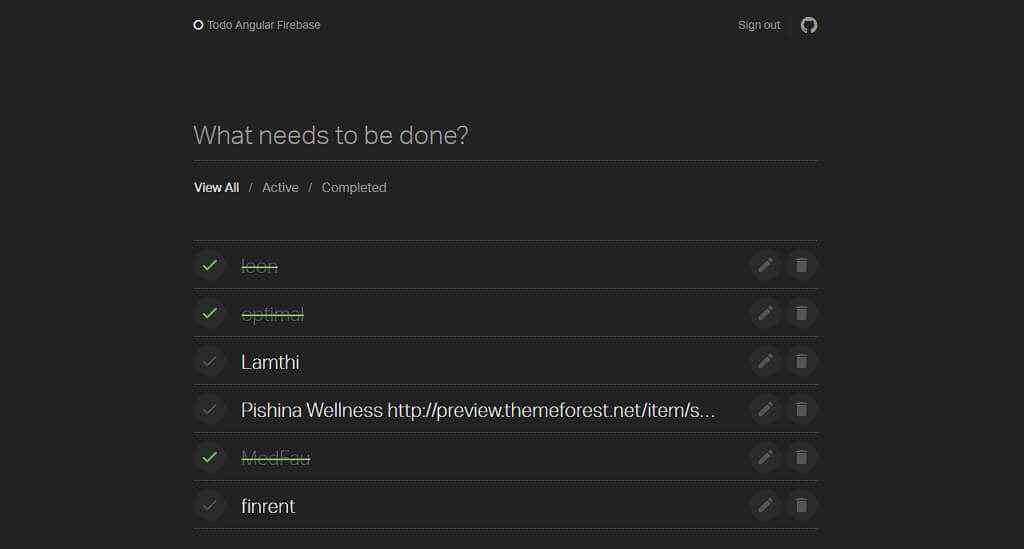 Todo Angular Firebase
Sign out
What needs to be done?
View All / Active / Completed
optimal
Lamthi
Pishina Wellness http://preview.themeforest.net/item/s...
MedFau
finrent